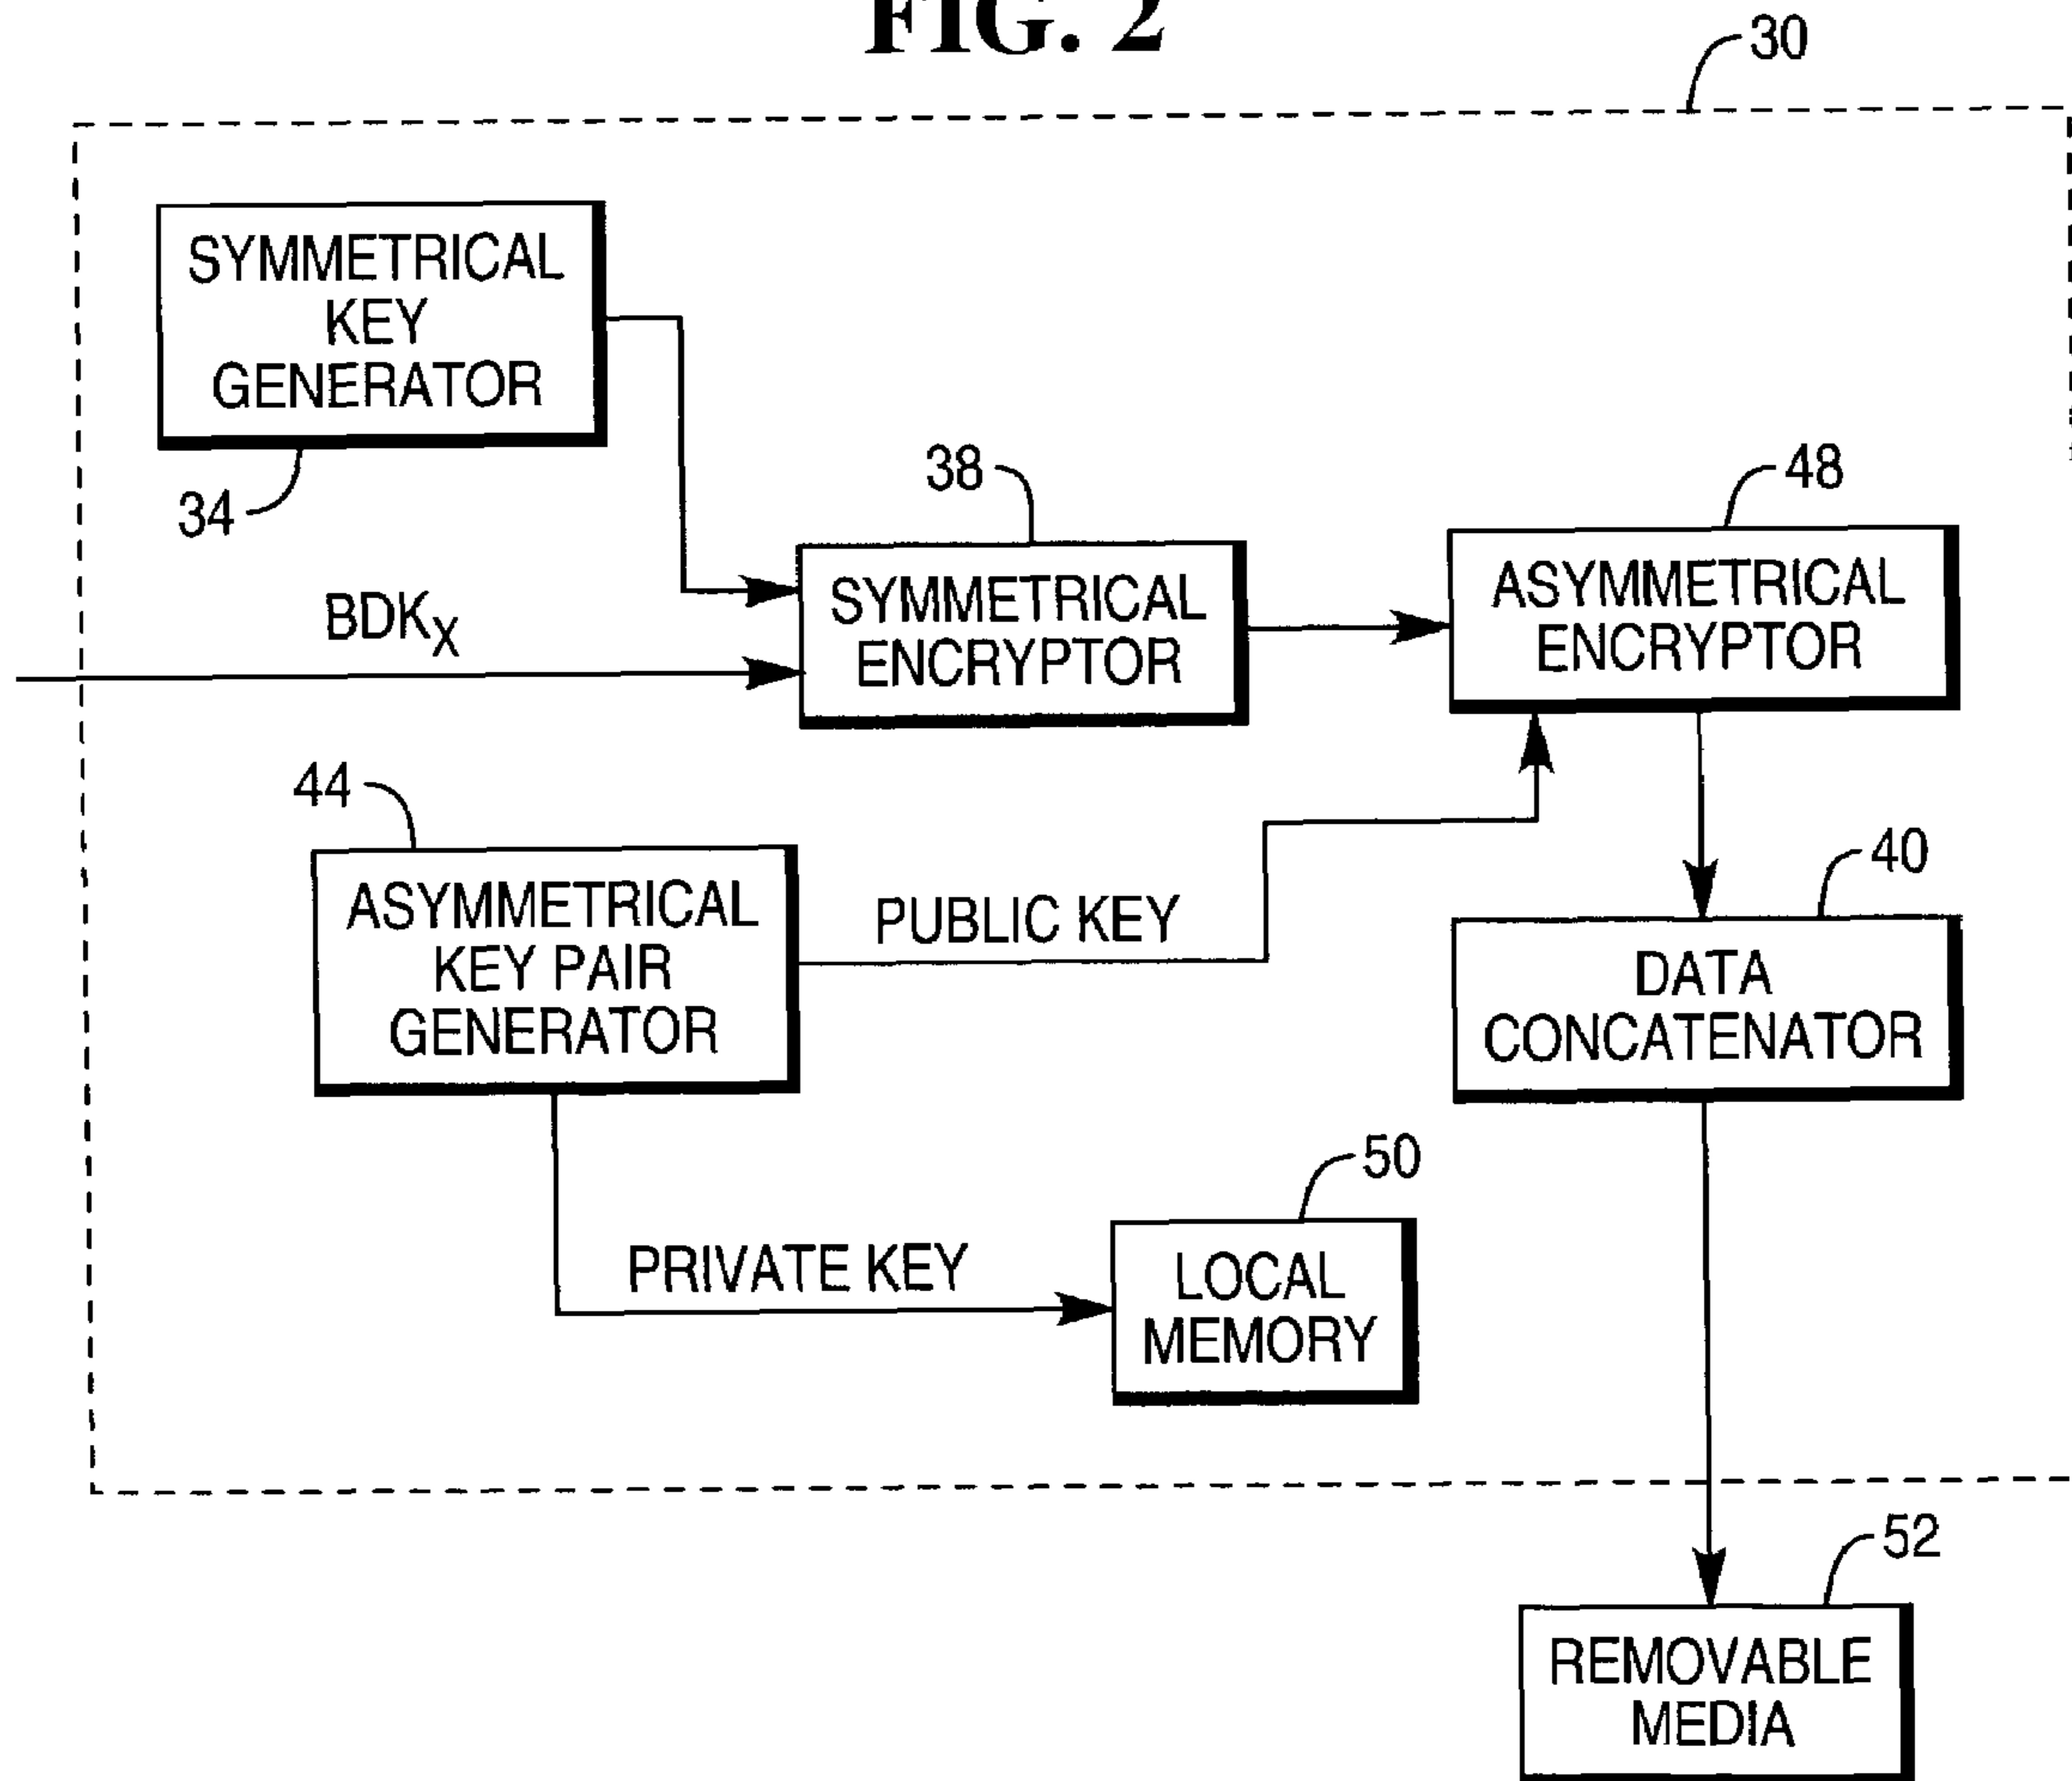 FIG. 2
30
SYMMETRICAL
KEY
GENERATOR
34
38
48
BDKX
SYMMETRICAL
ENCRYPTOR
ASYMMETRICAL
ENCRYPTOR
44
40
ASYMMETRICAL
KEY PAIR
GENERATOR
PUBLIC KEY
DATA
CONCATENATOR
50
PRIVATE KEY
LOCAL
MEMORY
52
REMOVABLE
MEDIA